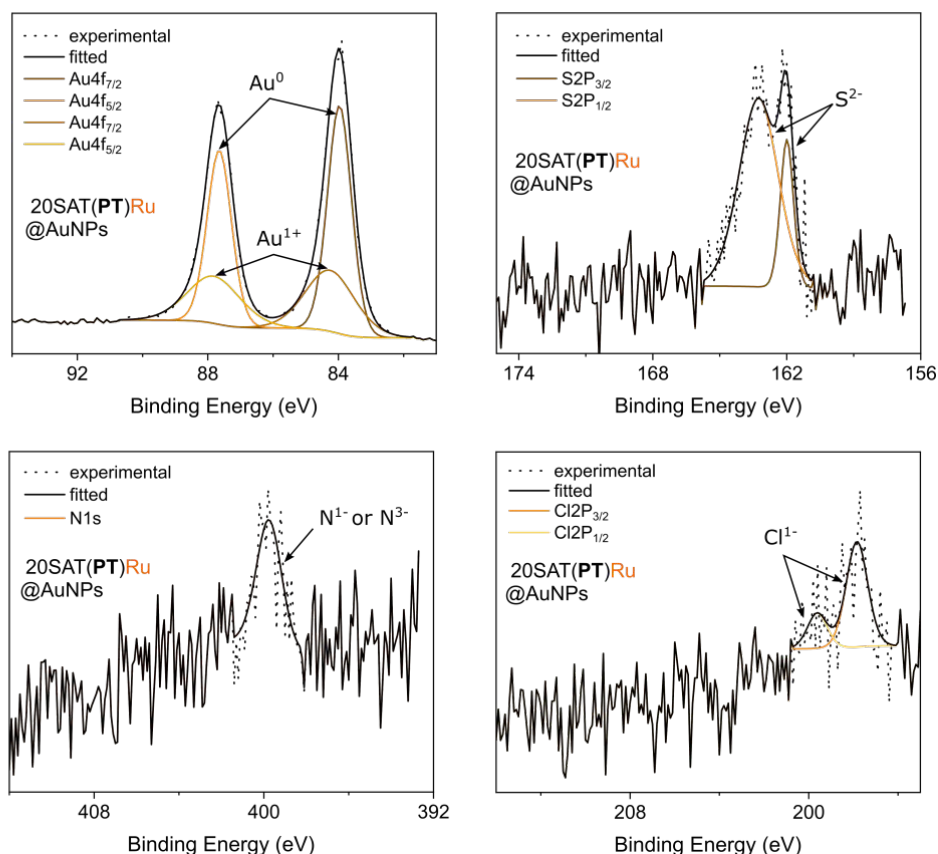 experimental
fitted
Au4f7/2
Au4f5/2
Au4f7/2
Au4f5/2
Au⁰
Au¹⁺
20SAT(PT)Ru
@AuNPs
92
88
84
Binding Energy (eV)
experimental
fitted
S2P3/2
S2P1/2
S²⁻
20SAT(PT)Ru
@AuNPs
174
168
162
156
Binding Energy (eV)
experimental
fitted
N1s
N¹⁻ or N³⁻
20SAT(PT)Ru
@AuNPs
408
400
392
Binding Energy (eV)
experimental
fitted
Cl2P3/2
Cl2P1/2
Cl¹⁻
20SAT(PT)Ru
@AuNPs
208
200
Binding Energy (eV)